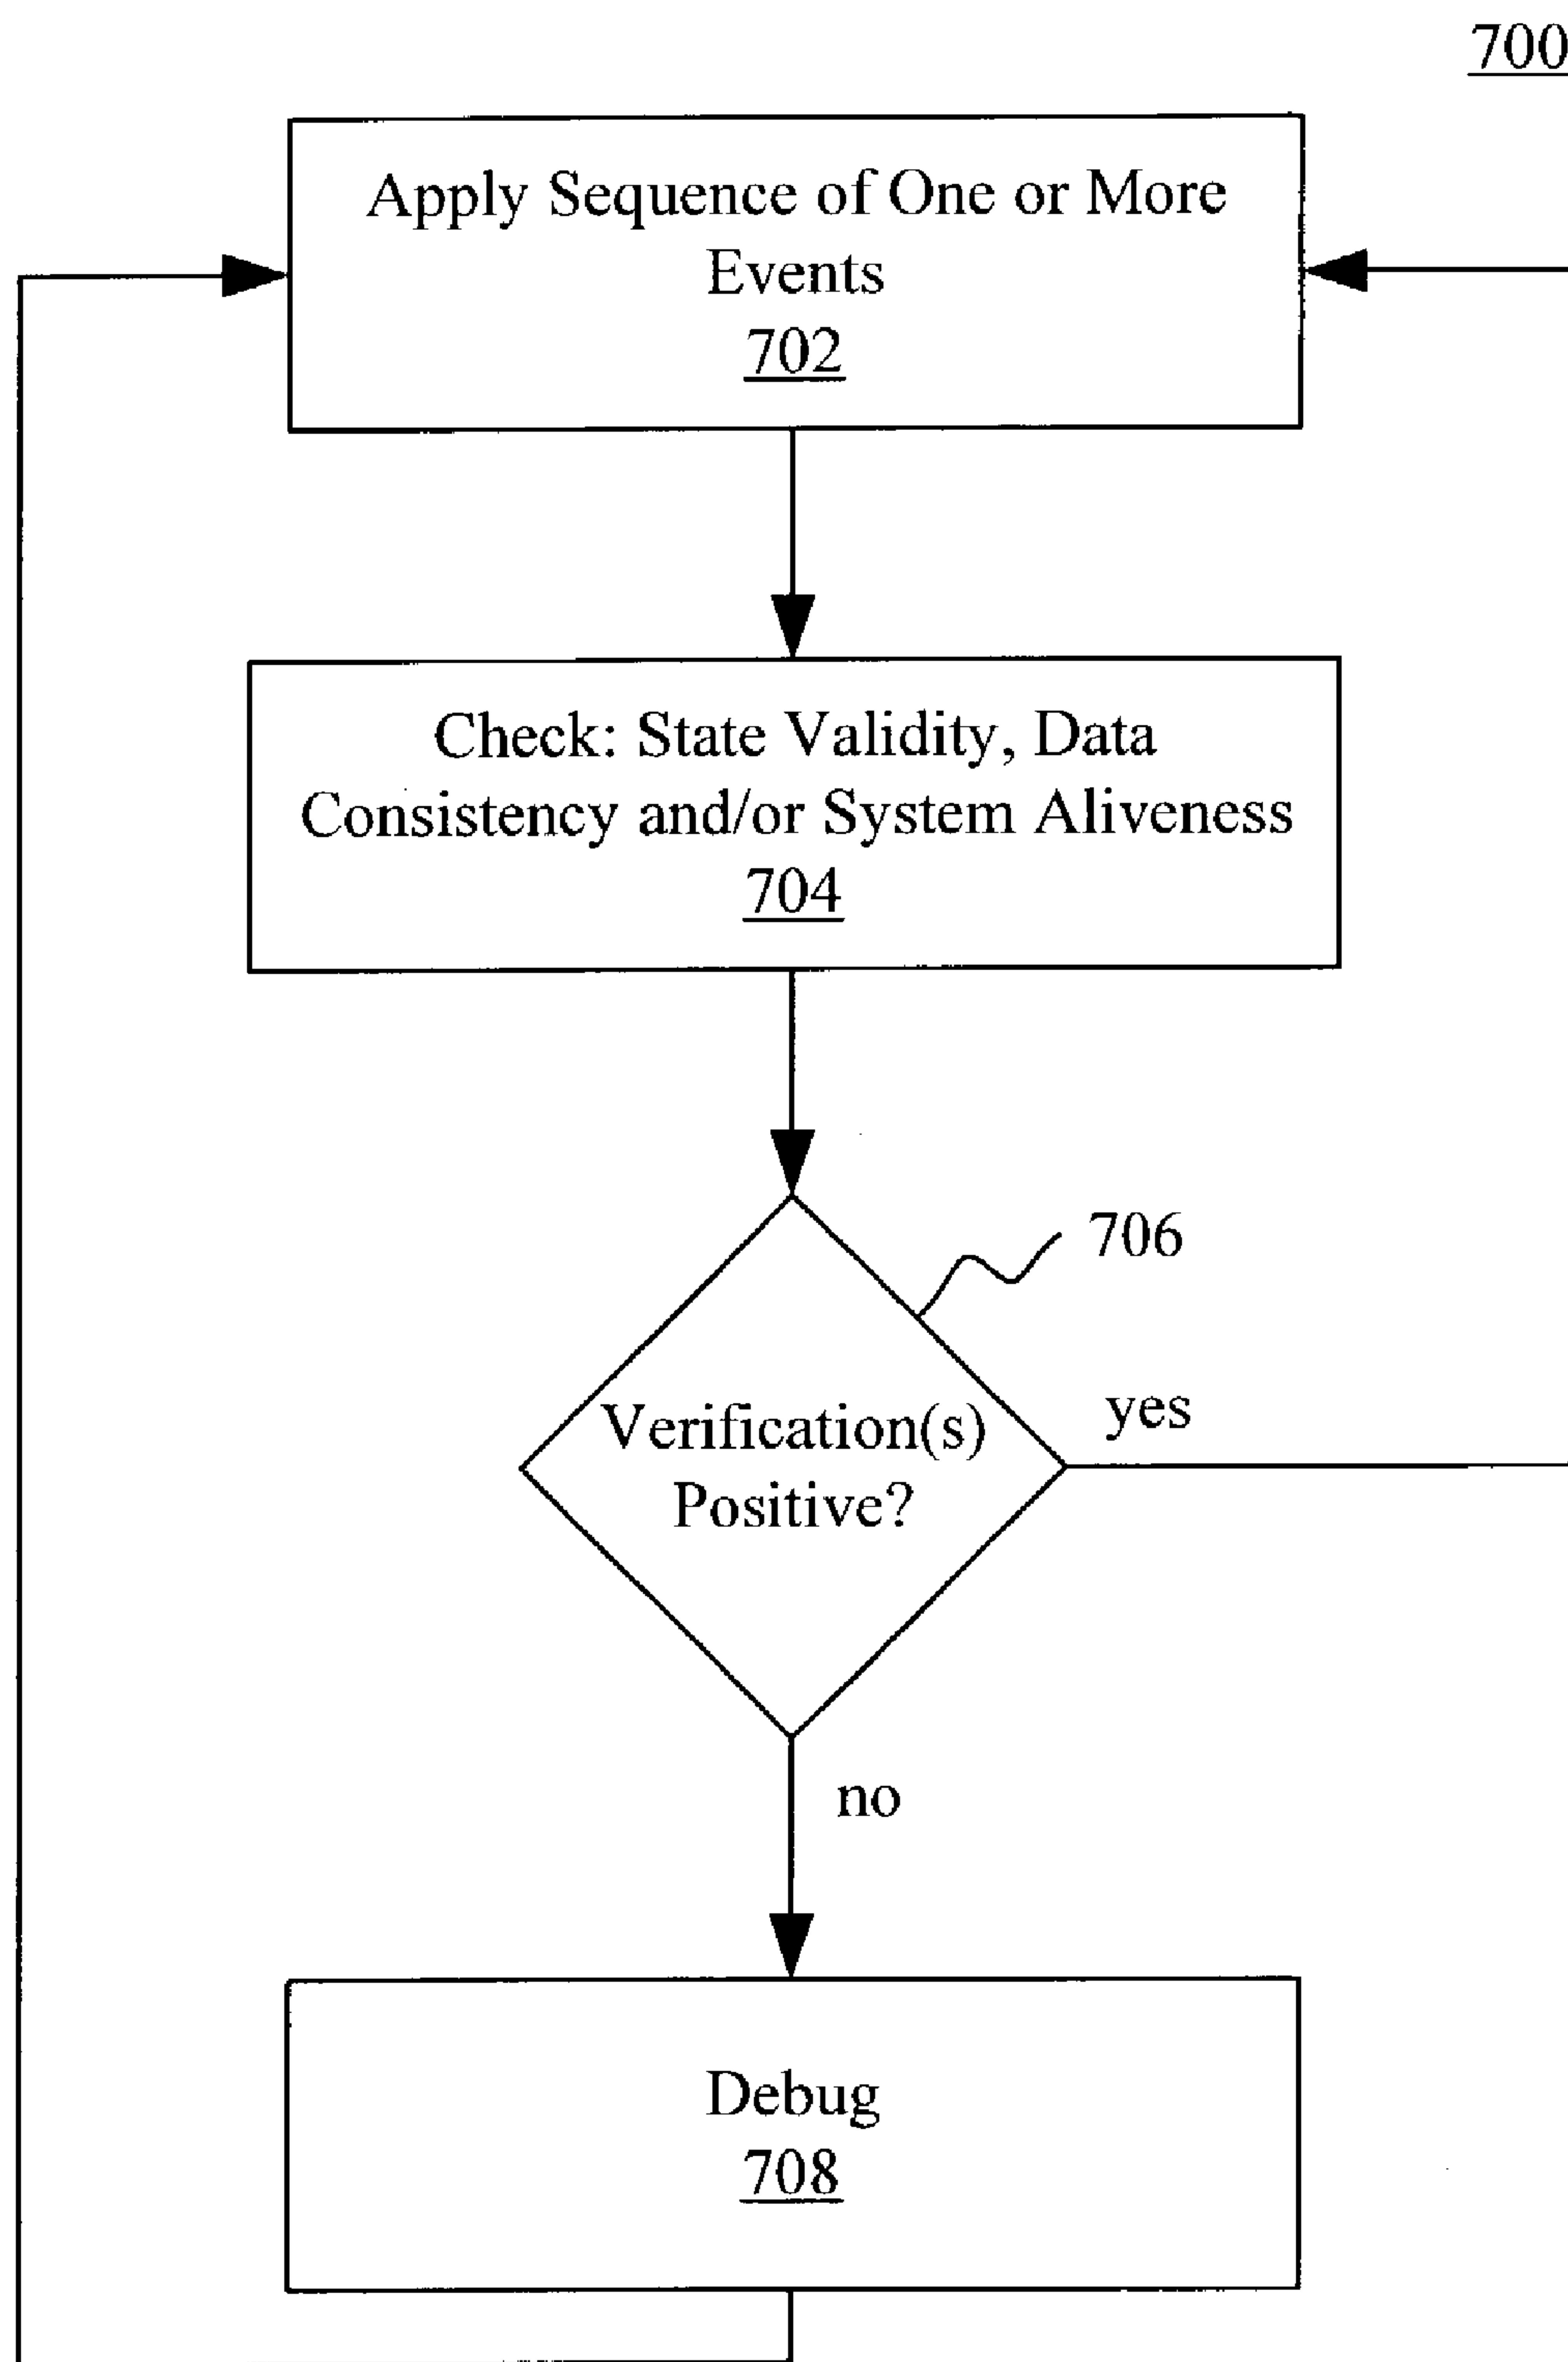 700
Apply Sequence of One or More
Events
702
Check: State Validity, Data
Consistency and/or System Aliveness
704
706
Verification(s)
Positive?
yes
no
Debug
708